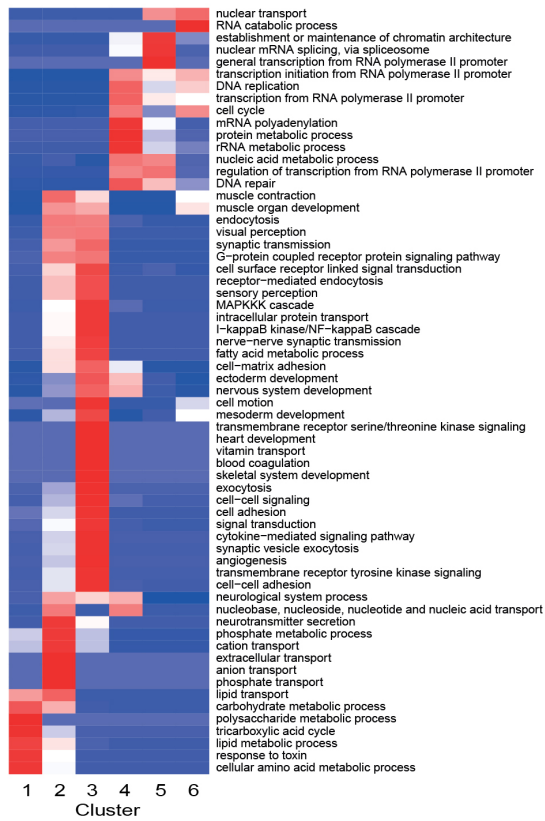 nuclear transport
RNA catabolic process
establishment or maintenance of chromatin architecture
nuclear mRNA splicing, via spliceosome
general transcription from RNA polymerase II promoter
transcription initiation from RNA polymerase II promoter
DNA replication
transcription from RNA polymerase II promoter
cell cycle
mRNA polyadenylation
protein metabolic process
rRNA metabolic process
nucleic acid metabolic process
regulation of transcription from RNA polymerase II promoter
DNA repair
muscle contraction
muscle organ development
endocytosis
visual perception
synaptic transmission
G−protein coupled receptor protein signaling pathway
cell surface receptor linked signal transduction
receptor−mediated endocytosis
sensory perception
MAPKKK cascade
intracellular protein transport
I−kappaB kinase/NF−kappaB cascade
nerve−nerve synaptic transmission
fatty acid metabolic process
cell−matrix adhesion
ectoderm development
nervous system development
cell motion
mesoderm development
transmembrane receptor serine/threonine kinase signaling
heart development
vitamin transport
blood coagulation
skeletal system development
exocytosis
cell−cell signaling
cell adhesion
signal transduction
cytokine−mediated signaling pathway
synaptic vesicle exocytosis
angiogenesis
transmembrane receptor tyrosine kinase signaling
cell−cell adhesion
neurological system process
nucleobase, nucleoside, nucleotide and nucleic acid transport
neurotransmitter secretion
phosphate metabolic process
cation transport
extracellular transport
anion transport
phosphate transport
lipid transport
carbohydrate metabolic process
polysaccharide metabolic process
tricarboxylic acid cycle
lipid metabolic process
response to toxin
cellular amino acid metabolic process
1 2 3 4 5 6
Cluster